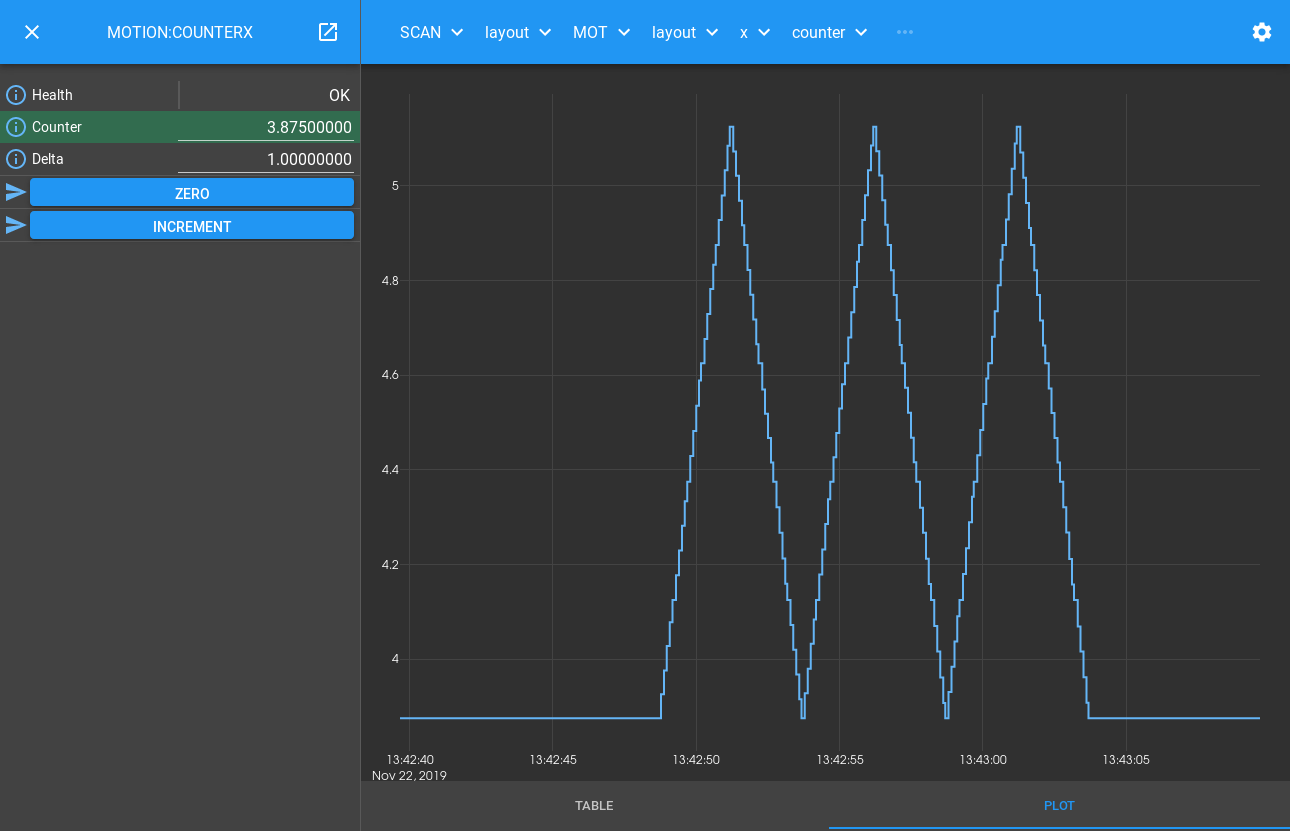 MOTION:COUNTERX
SCAN layout MOT layout x counter
Health OK
Counter 3.87500000
Delta 1.00000000
ZERO
INCREMENT
5
4.8
4.6
4.4
4.2
4
13:42:40 13:42:45 13:42:50 13:42:55 13:43:00 13:43:05
Nov 22, 2019
TABLE PLOT